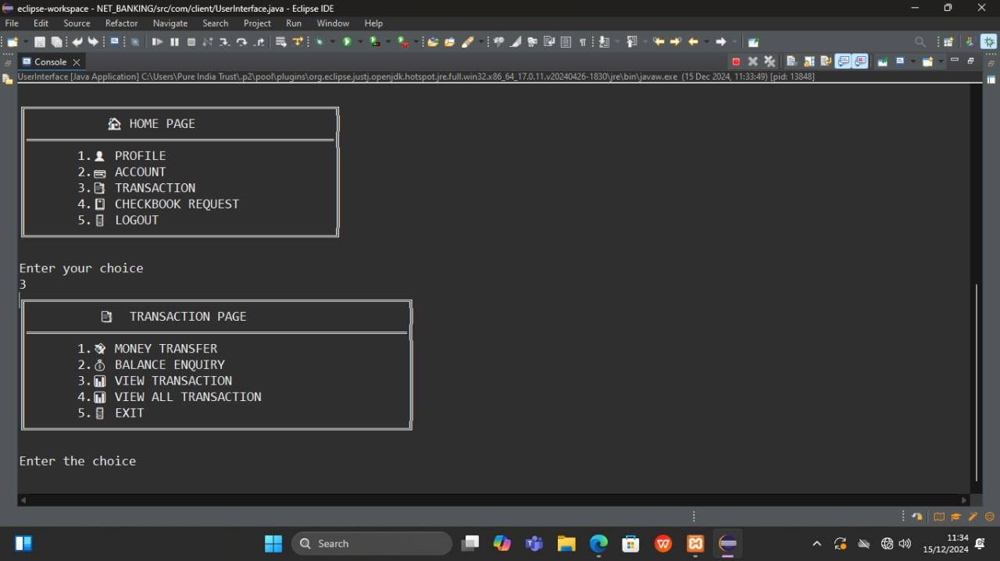 eclipse-workspace - NET_BANKING/src/com/client/UserInterface.java - Eclipse IDE
File Edit Source Refactor Navigate Search Project Run Window Help
Console
UserInterface [Java Application] C:\Users\Pure India Trust\.p2\pool\plugins\org.eclipse.justj.openjdk.hotspot.jre.full.win32.x86_64_17.0.11.v20240426-1830\jre\bin\javaw.exe (15 Dec 2024, 11:33:49) [pid: 13848]
HOME PAGE
1. PROFILE
2. ACCOUNT
3. TRANSACTION
4. CHECKBOOK REQUEST
5. LOGOUT
Enter your choice
3
TRANSACTION PAGE
1. MONEY TRANSFER
2. BALANCE ENQUIRY
3. VIEW TRANSACTION
4. VIEW ALL TRANSACTION
5. EXIT
Enter the choice
Search
11:34
15/12/2024